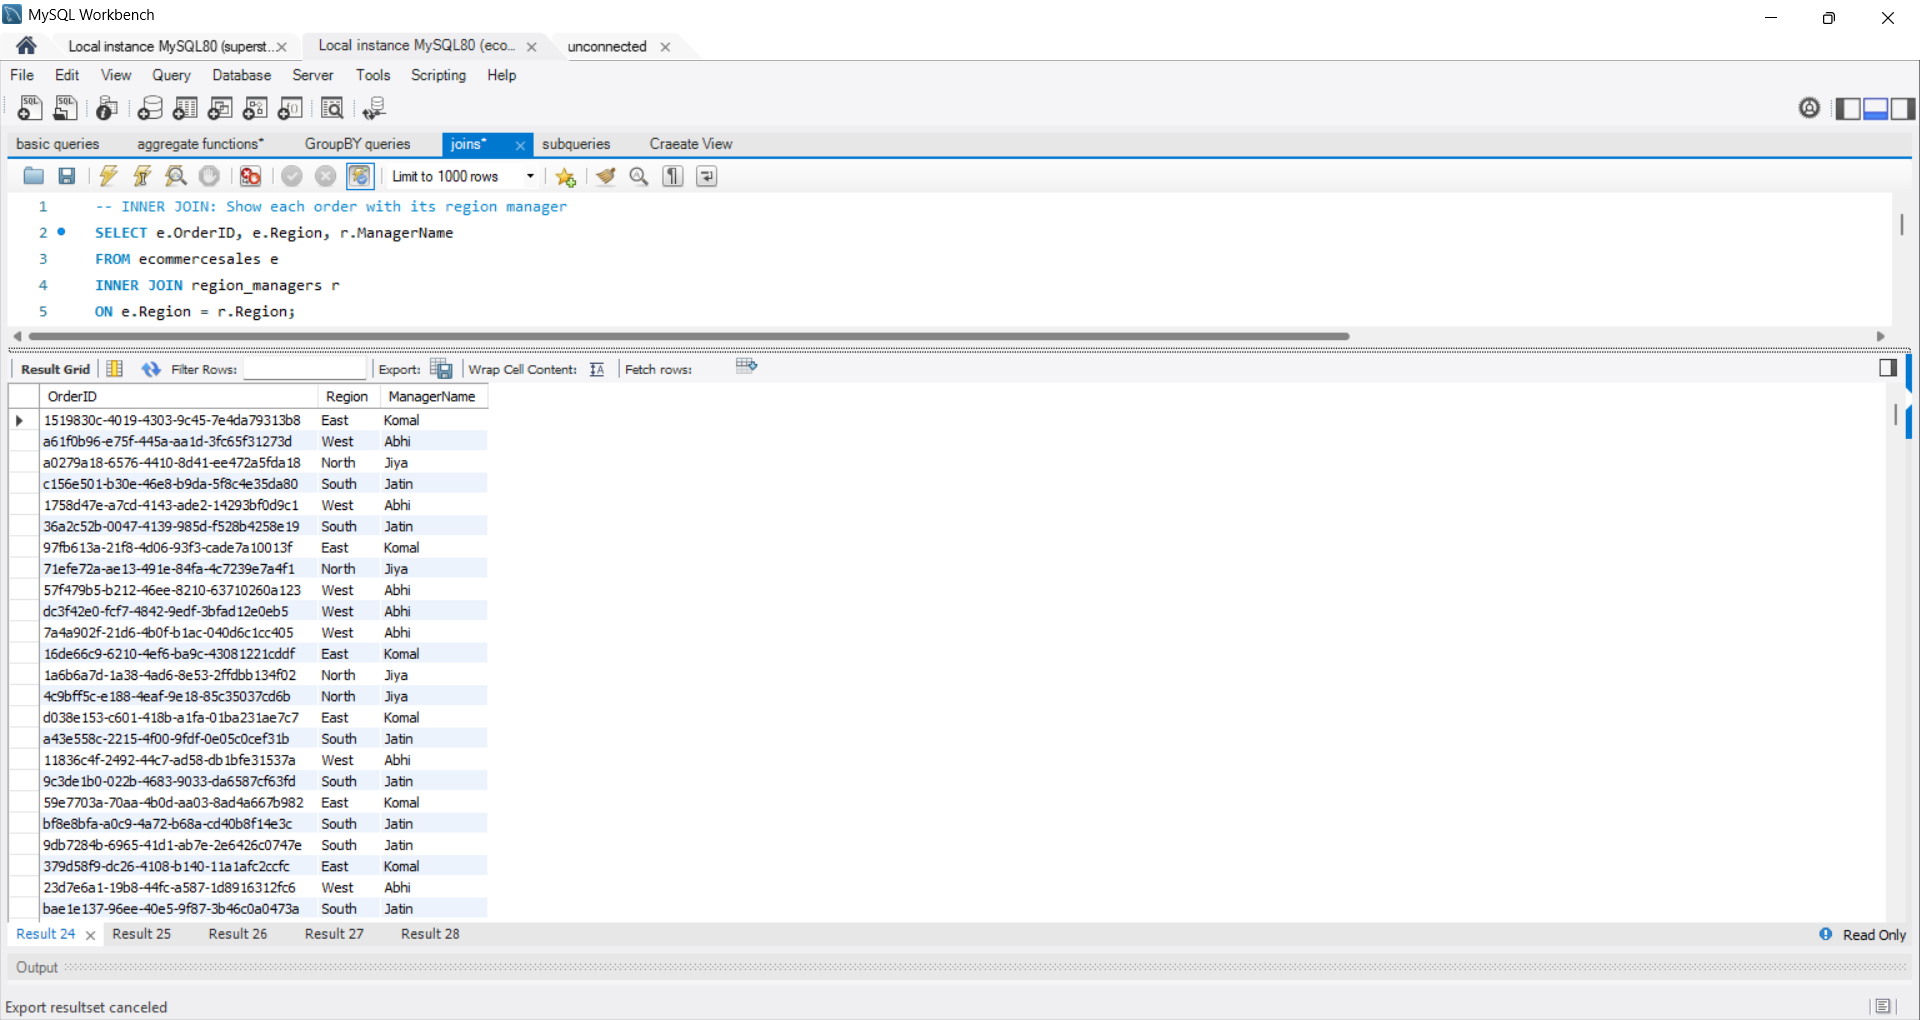 MySQL Workbench
Local instance MySQL80 (superst... Local instance MySQL80 (eco... unconnected
File Edit View Query Database Server Tools Scripting Help
basic queries aggregate functions* GroupBY queries joins* subqueries Craeate View
Limit to 1000 rows
1 -- INNER JOIN: Show each order with its region manager
2 SELECT e.OrderID, e.Region, r.ManagerName
3 FROM ecommercesales e
4 INNER JOIN region_managers r
5 ON e.Region = r.Region;
Result Grid Filter Rows: Export: Wrap Cell Content: Fetch rows:
OrderID Region ManagerName
1519830c-4019-4303-9c45-7e4da79313b8 East Komal
a61f0b96-e75f-445a-aa1d-3fc65f31273d West Abhi
a0279a18-6576-4410-8d41-ee472a5fda18 North Jiya
c156e501-b30e-46e8-b9da-5f8c4e35da80 South Jatin
1758d47e-a7cd-4143-ade2-14293bf0d9c1 West Abhi
36a2c52b-0047-4139-985d-f528b4258e19 South Jatin
97fb613a-21f8-4d06-93f3-cade7a10013f East Komal
71efe72a-ae13-491e-84fa-4c7239e7a4f1 North Jiya
57f479b5-b212-46ee-8210-63710260a123 West Abhi
dc3f42e0-fcf7-4842-9edf-3bfad12e0eb5 West Abhi
7a4a902f-21d6-4b0f-b1ac-040d6c1cc405 West Abhi
16de66c9-6210-4ef6-ba9c-43081221cddf East Komal
1a6b6a7d-1a38-4ad6-8e53-2ffdbb134f02 North Jiya
4c9bff5c-e188-4eaf-9e18-85c35037cd6b North Jiya
d038e153-c601-418b-a1fa-01ba231ae7c7 East Komal
a43e558c-2215-4f00-9fdf-0e05c0cef31b South Jatin
11836c4f-2492-44c7-ad58-db1bfe31537a West Abhi
9c3de1b0-022b-4683-9033-da6587cf63fd South Jatin
59e7703a-70aa-4b0d-aa03-8ad4a667b982 East Komal
bf8e8bfa-a0c9-4a72-b68a-cd40b8f14e3c South Jatin
9db7284b-6965-41d1-ab7e-2e6426c0747e South Jatin
379d58f9-dc26-4108-b140-11a1afc2ccfc East Komal
23d7e6a1-19b8-44fc-a587-1d8916312fc6 West Abhi
bae1e137-96ee-40e5-9f87-3b46c0a0473a South Jatin
Result 24 Result 25 Result 26 Result 27 Result 28 Read Only
Output
Export resultset canceled